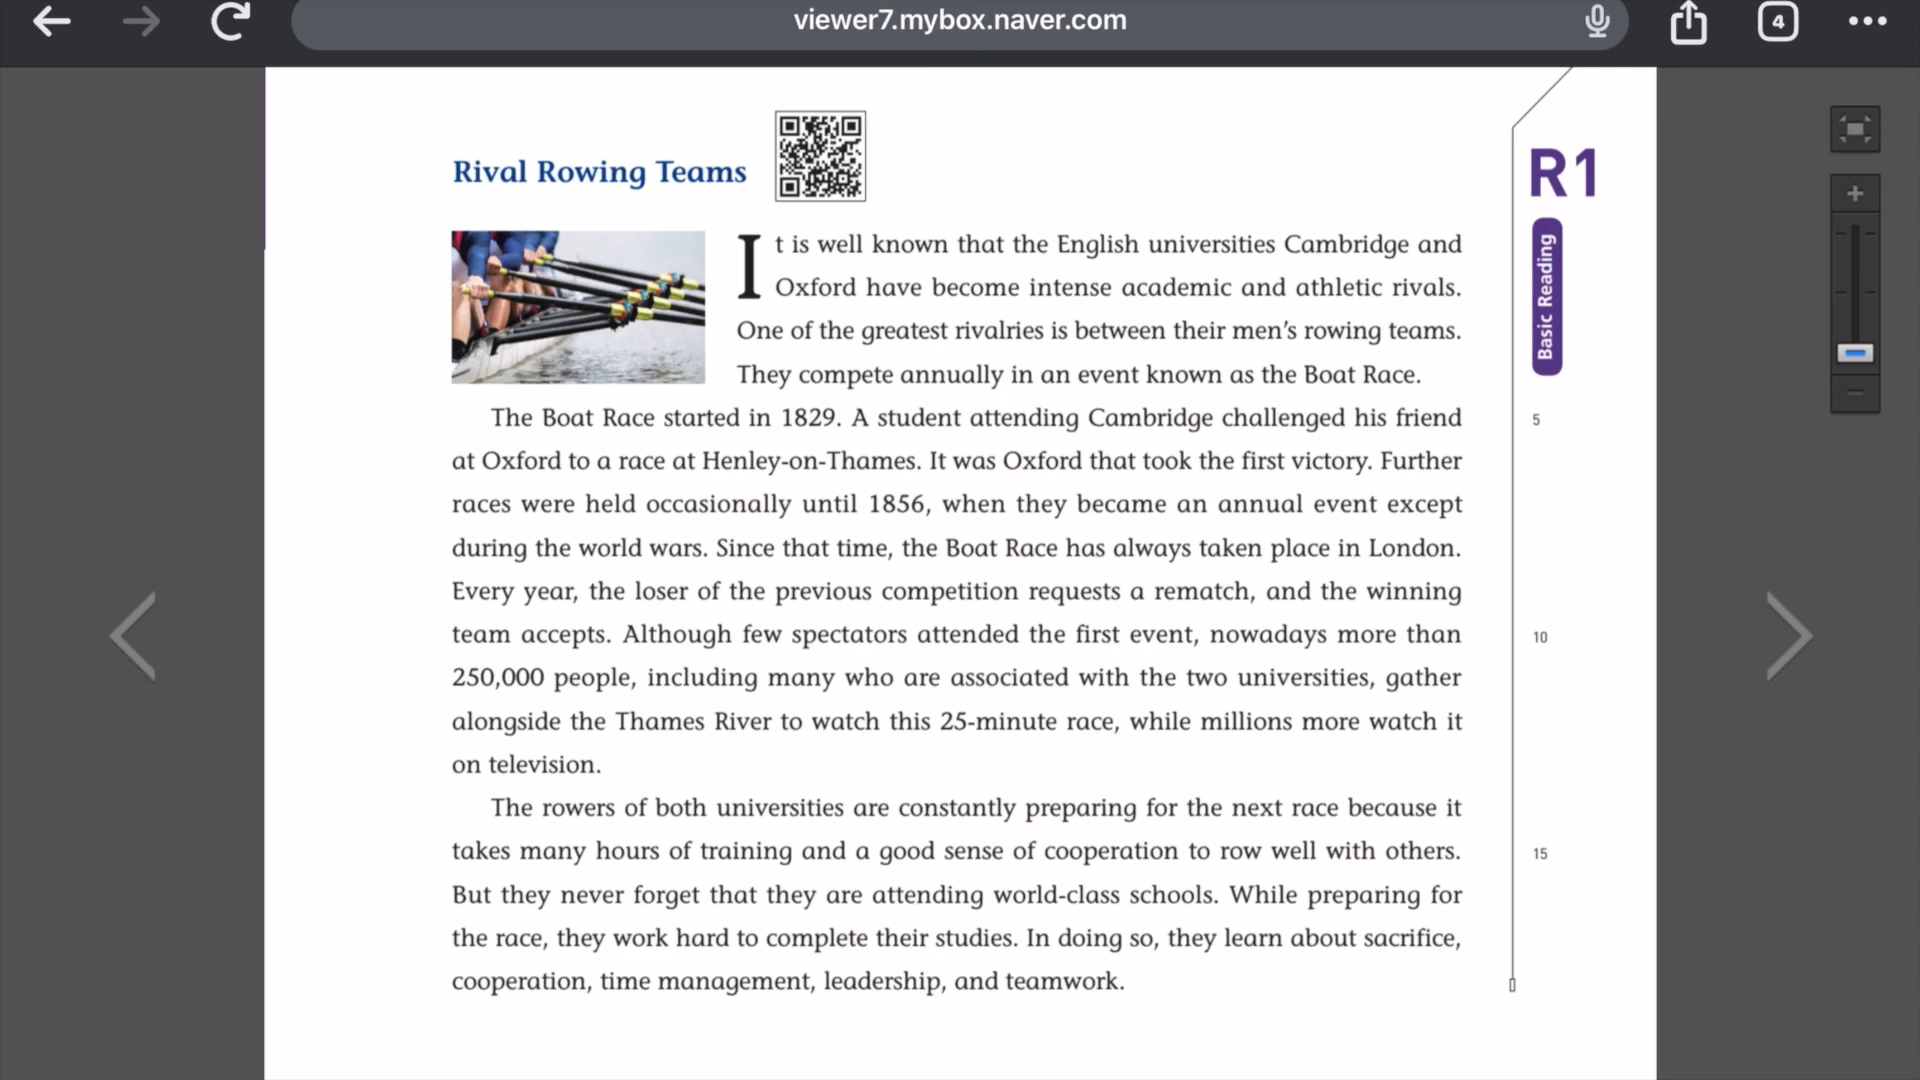 viewer7.mybox.naver.com
4
Rival Rowing Teams
R1
Basic Reading
It is well known that the English universities Cambridge and
Oxford have become intense academic and athletic rivals.
One of the greatest rivalries is between their men's rowing teams.
They compete annually in an event known as the Boat Race.
The Boat Race started in 1829. A student attending Cambridge challenged his friend
5
at Oxford to a race at Henley-on-Thames. It was Oxford that took the first victory. Further
races were held occasionally until 1856, when they became an annual event except
during the world wars. Since that time, the Boat Race has always taken place in London.
Every year, the loser of the previous competition requests a rematch, and the winning
team accepts. Although few spectators attended the first event, nowadays more than
10
250,000 people, including many who are associated with the two universities, gather
alongside the Thames River to watch this 25-minute race, while millions more watch it
on television.
The rowers of both universities are constantly preparing for the next race because it
takes many hours of training and a good sense of cooperation to row well with others.
15
But they never forget that they are attending world-class schools. While preparing for
the race, they work hard to complete their studies. In doing so, they learn about sacrifice,
cooperation, time management, leadership, and teamwork.